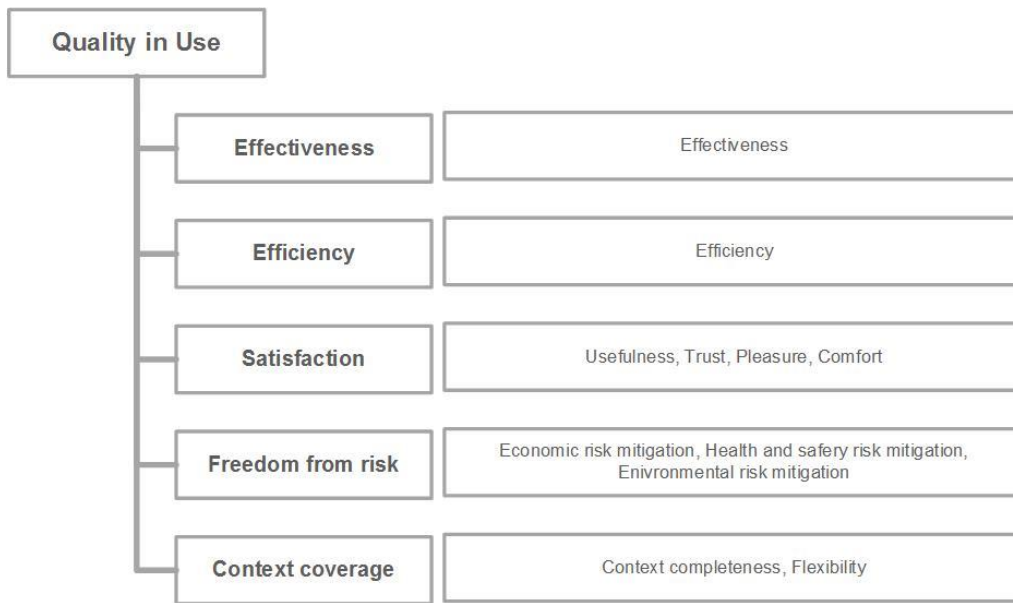 Quality in Use
Effectiveness
Effectiveness
Efficiency
Efficiency
Satisfaction
Usefulness, Trust, Pleasure, Comfort
Freedom from risk
Economic risk mitigation, Health and safery risk mitigation,
Enivronmental risk mitigation
Context coverage
Context completeness, Flexibility